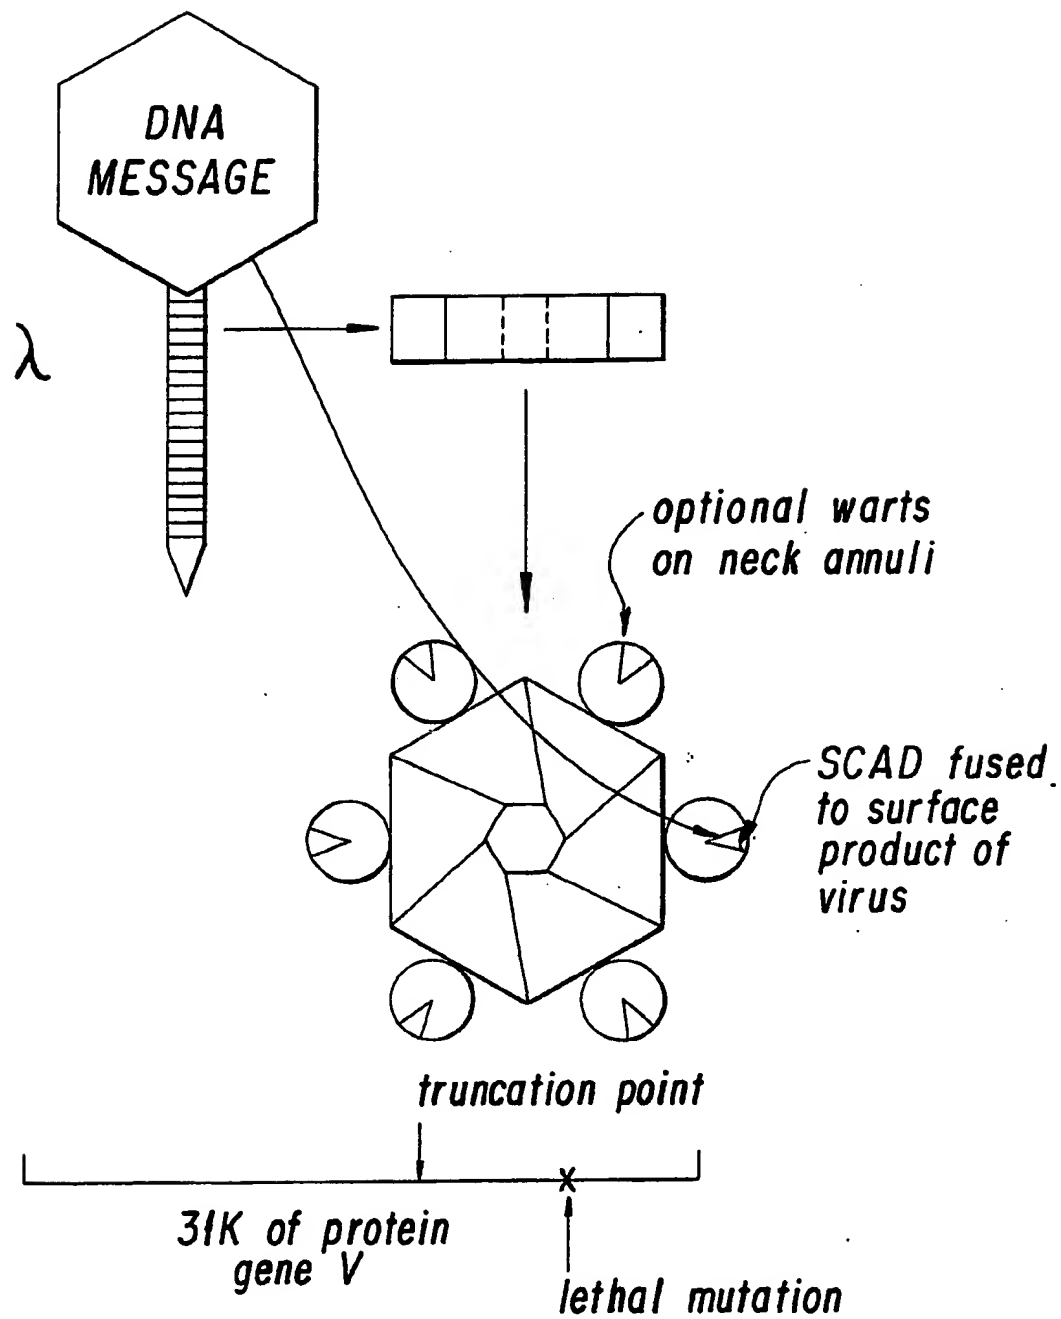 DNA
MESSAGE
λ
optional warts
on neck annuli
SCAD fused
to surface
product of
virus
truncation point
x
31K of protein
gene V
lethal mutation